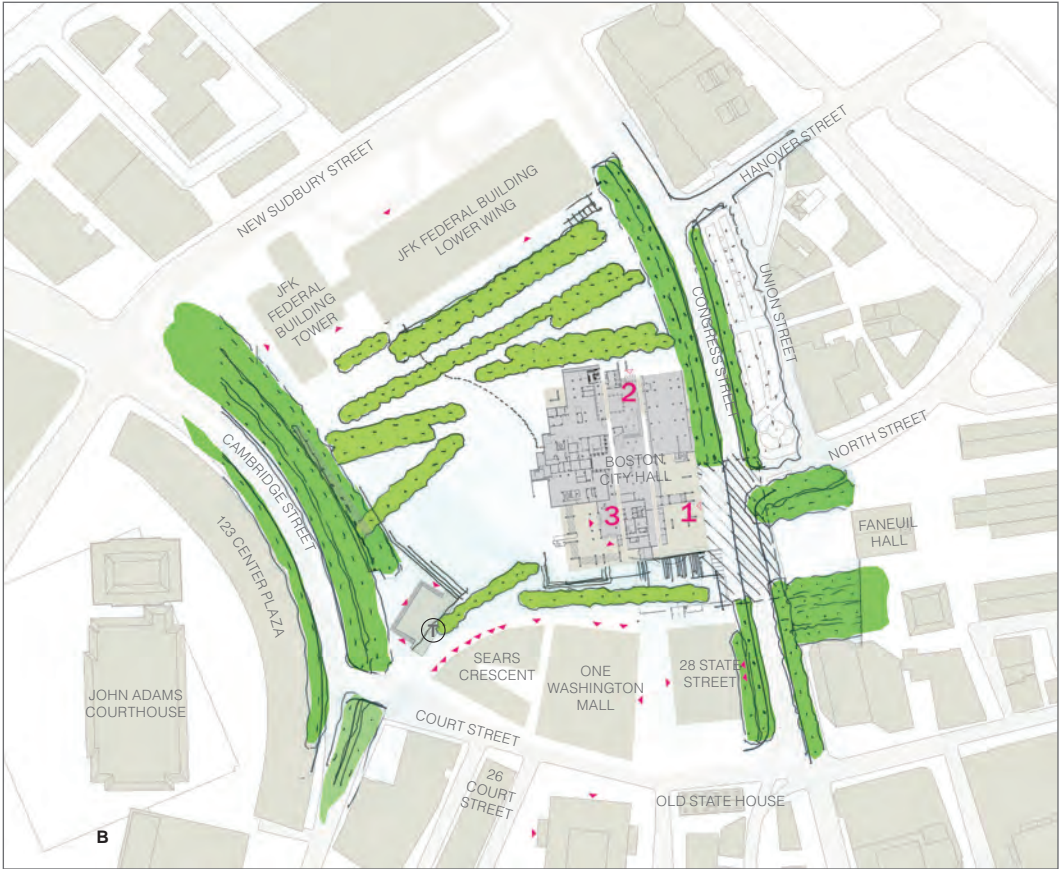 HANOVER STREET
NEW SUDBURY STREET
JFK FEDERAL BUILDING
LOWER WING
JFK
FEDERAL
BUILDING
TOWER
CONGRESS STREET
UNION STREET
2
NORTH STREET
CAMBRIDGE STREET
BOSTON
CITY HALL
3
1
123 CENTER PLAZA
FANEUIL
HALL
T
SEARS
CRESCENT
ONE
WASHINGTON
MALL
28 STATE
STREET
JOHN ADAMS
COURTHOUSE
COURT STREET
26
COURT
STREET
OLD STATE HOUSE
B